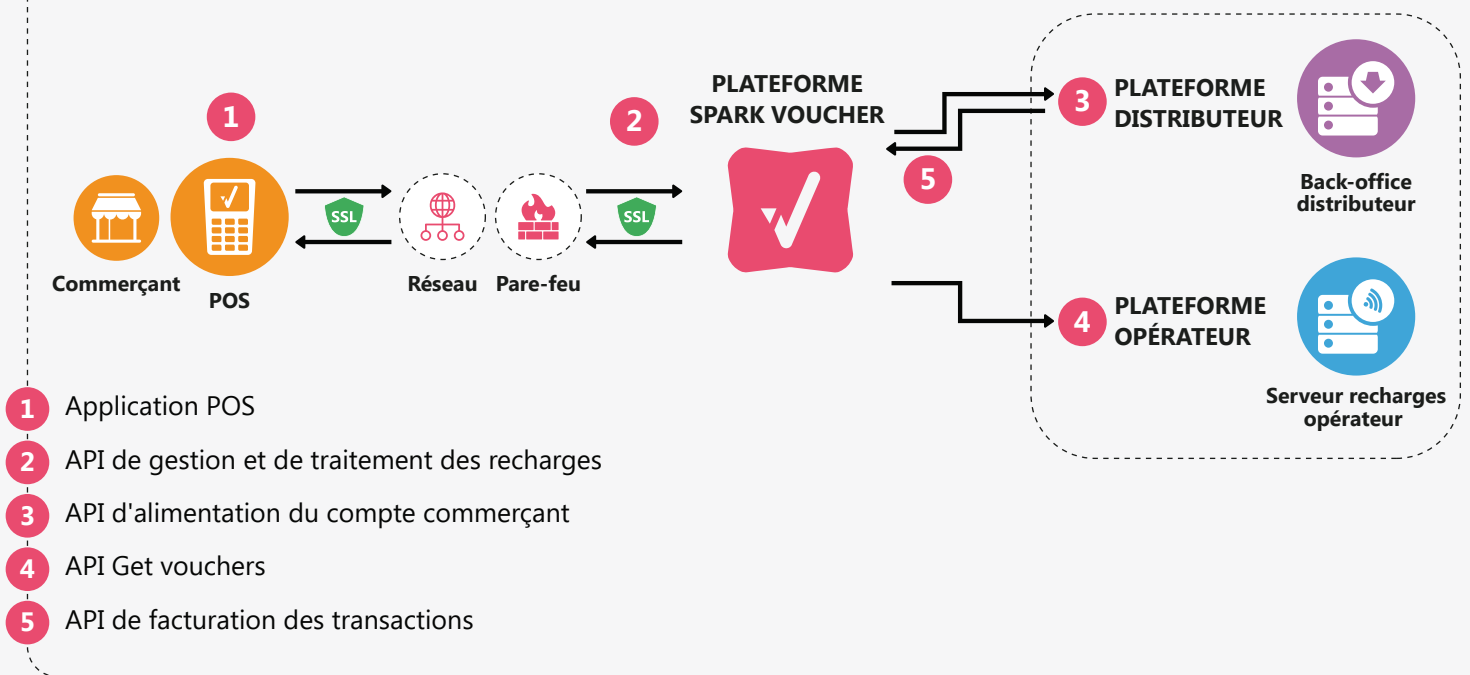 1
2
PLATEFORME
SPARK VOUCHER
3
PLATEFORME
DISTRIBUTEUR
5
Back-office
distributeur
SSL
SSL
Commerçant
POS
Réseau
Pare-feu
4
PLATEFORME
OPÉRATEUR
Serveur recharges
opérateur
1 Application POS
2 API de gestion et de traitement des recharges
3 API d'alimentation du compte commerçant
4 API Get vouchers
5 API de facturation des transactions